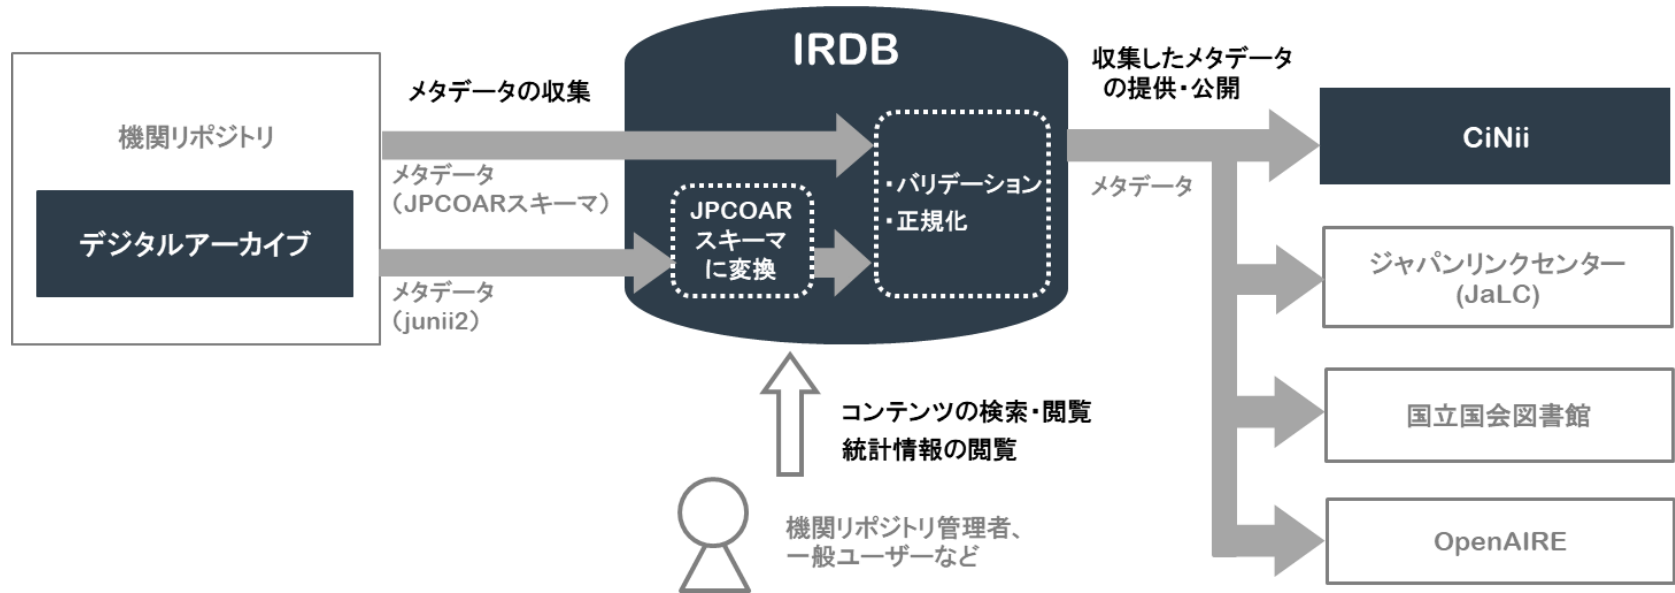 IRDB
メタデータの収集
収集したメタデータ
の提供・公開
機関リポジトリ
デジタルアーカイブ
メタデータ
（JPCOARスキーマ）
メタデータ
（junii2）
JPCOAR
スキーマ
に変換
・バリデーション
・正規化
メタデータ
CiNii
ジャパンリンクセンター
(JaLC)
国立国会図書館
OpenAIRE
コンテンツの検索・閲覧
統計情報の閲覧
機関リポジトリ管理者、
一般ユーザーなど